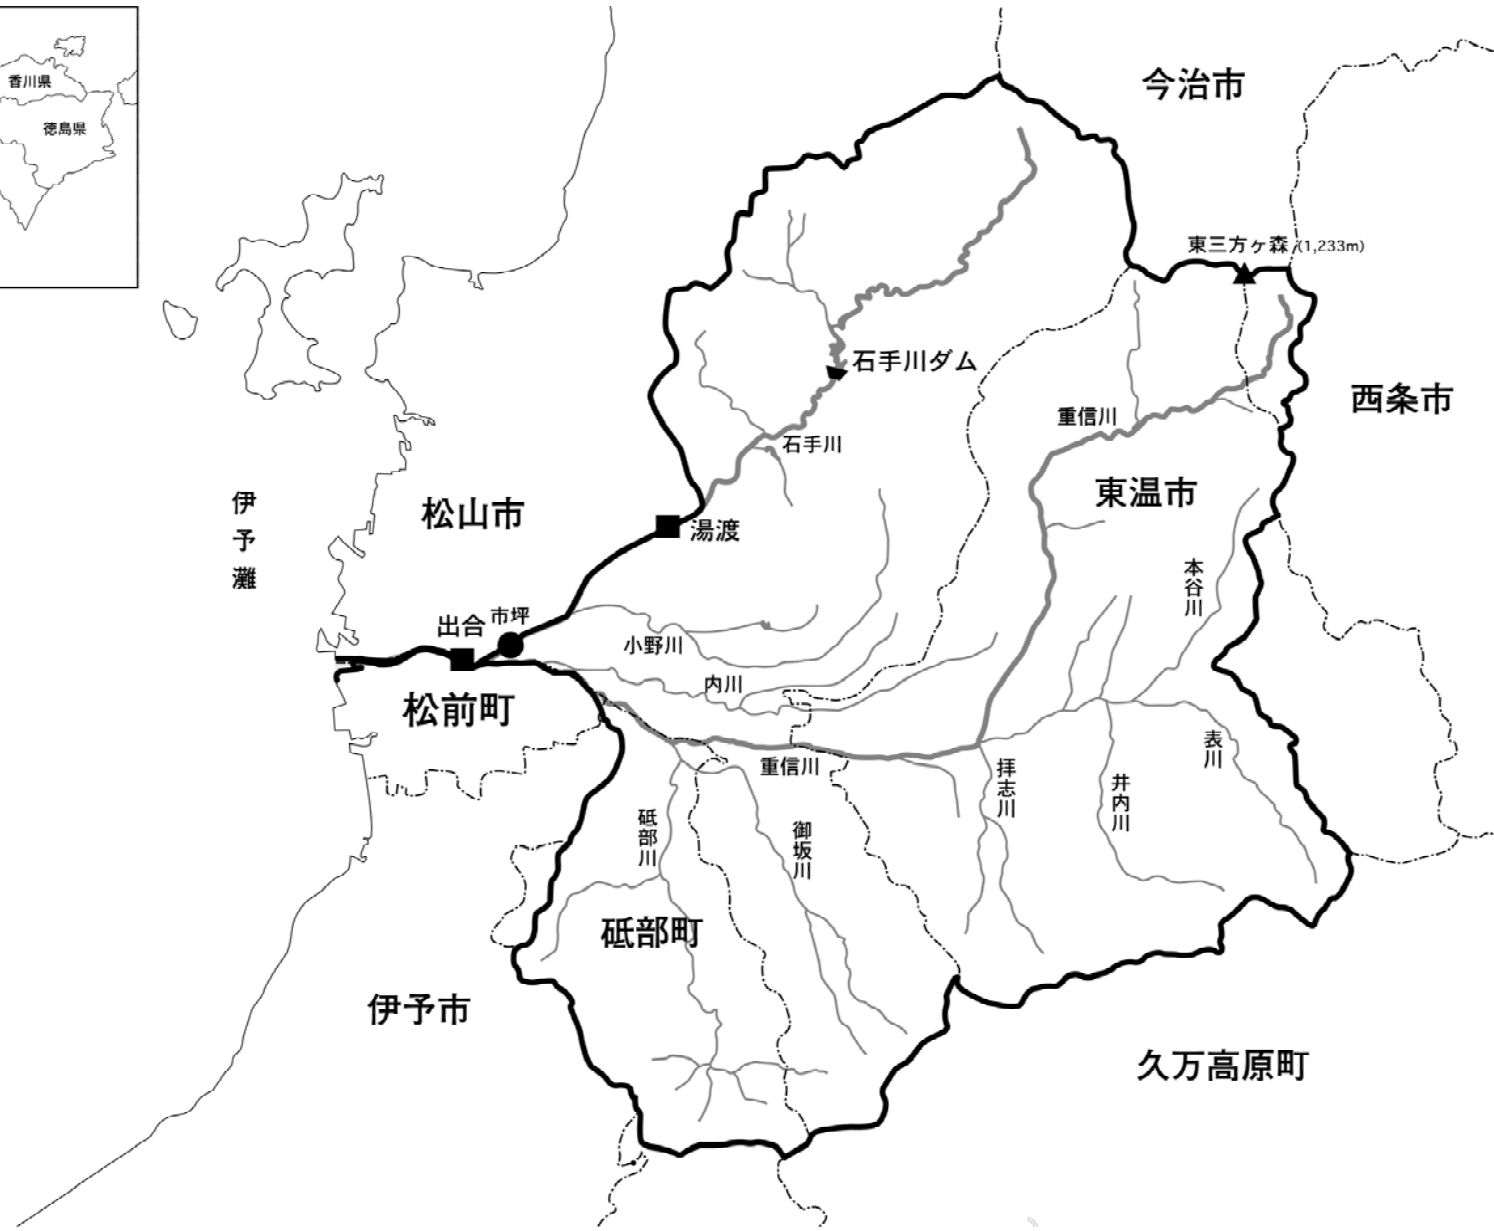 香川県
徳島県
今治市
東三方ヶ森 (1,233m)
石手川ダム
西条市
重信川
石手川
東温市
伊予灘
松山市
湯渡
本谷川
出合
市坪
小野川
内川
松前町
表川
重信川
拝志川
井内川
砥部川
御坂川
砥部町
伊予市
久万高原町